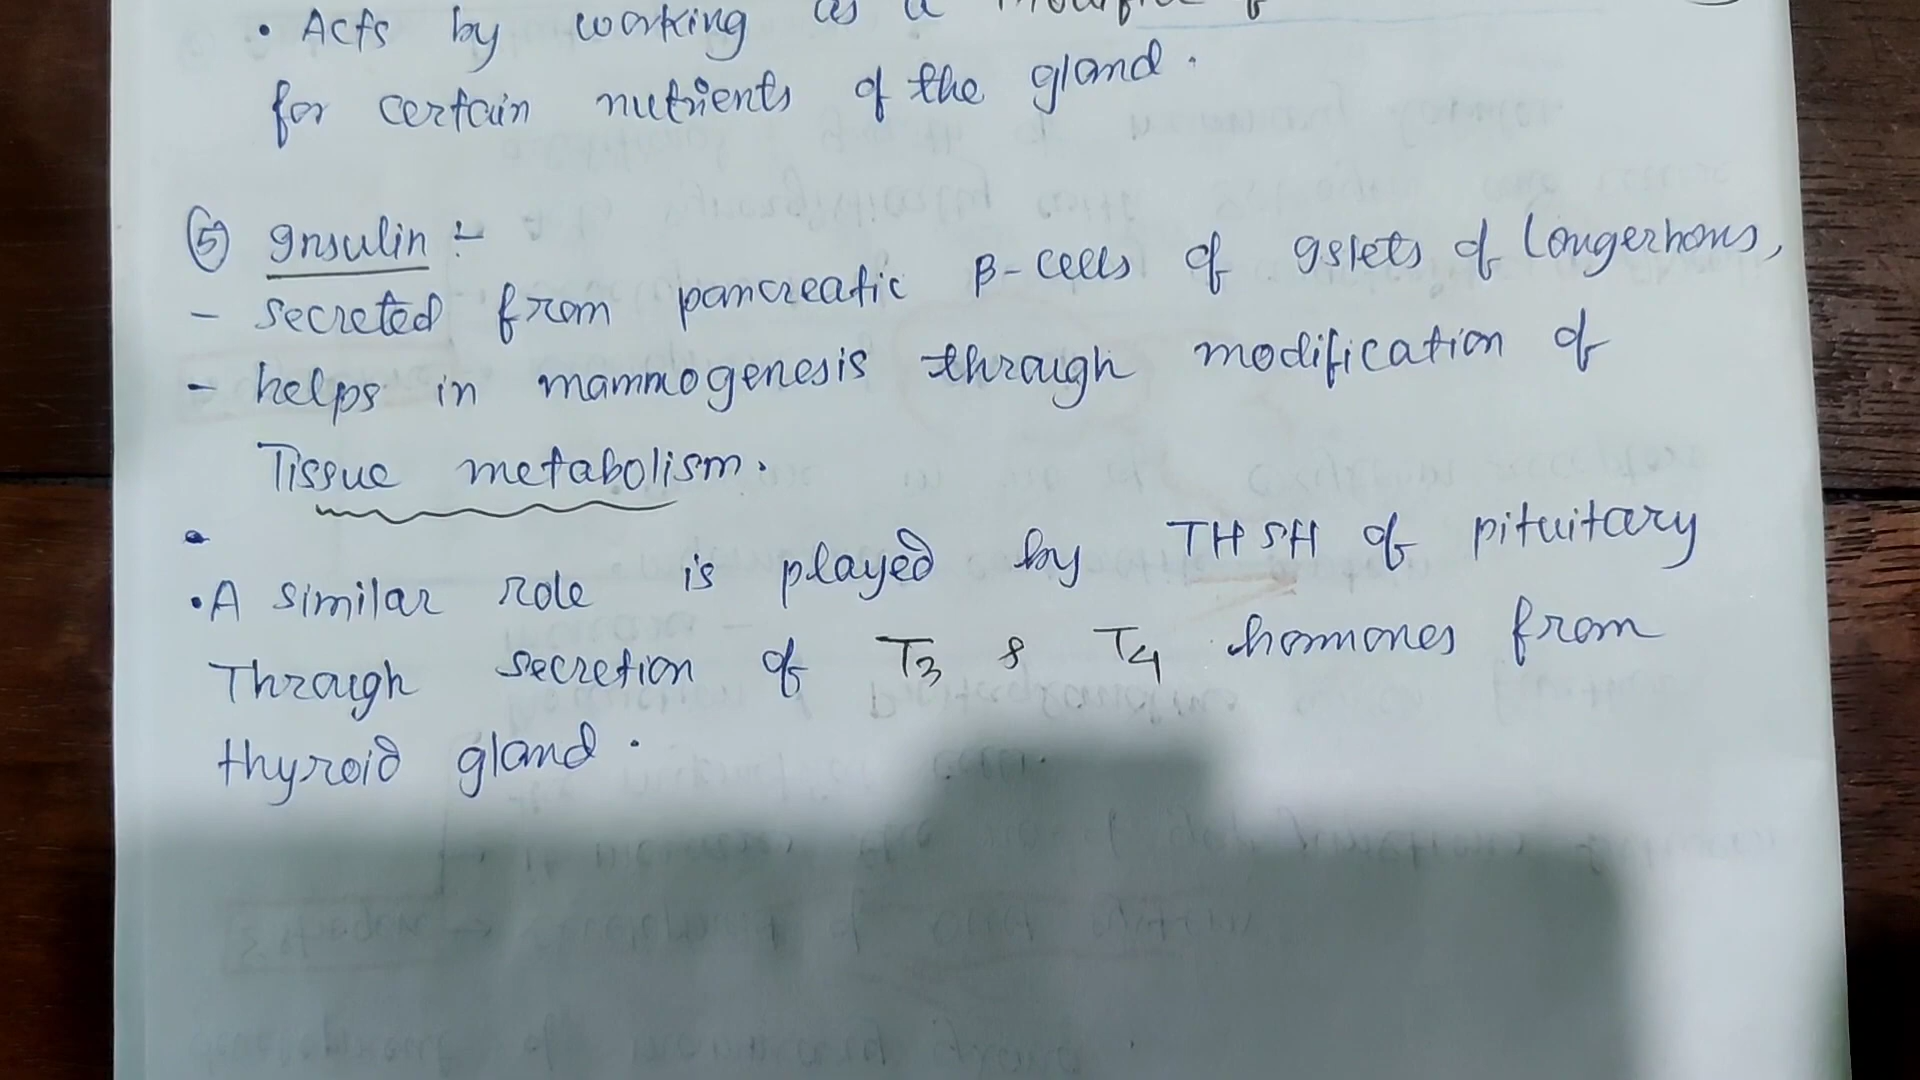 • Acts by working as a
for certain nutrients of the gland.
⑤ Insulin :-
- secreted from pancreatic β-cells of Islets of Langerhans,
- helps in mammogenesis through modification of
Tissue metabolism.
• A similar role is played by THSH of pituitary
Through secretion of T3 & T4 hormones from
thyroid gland.